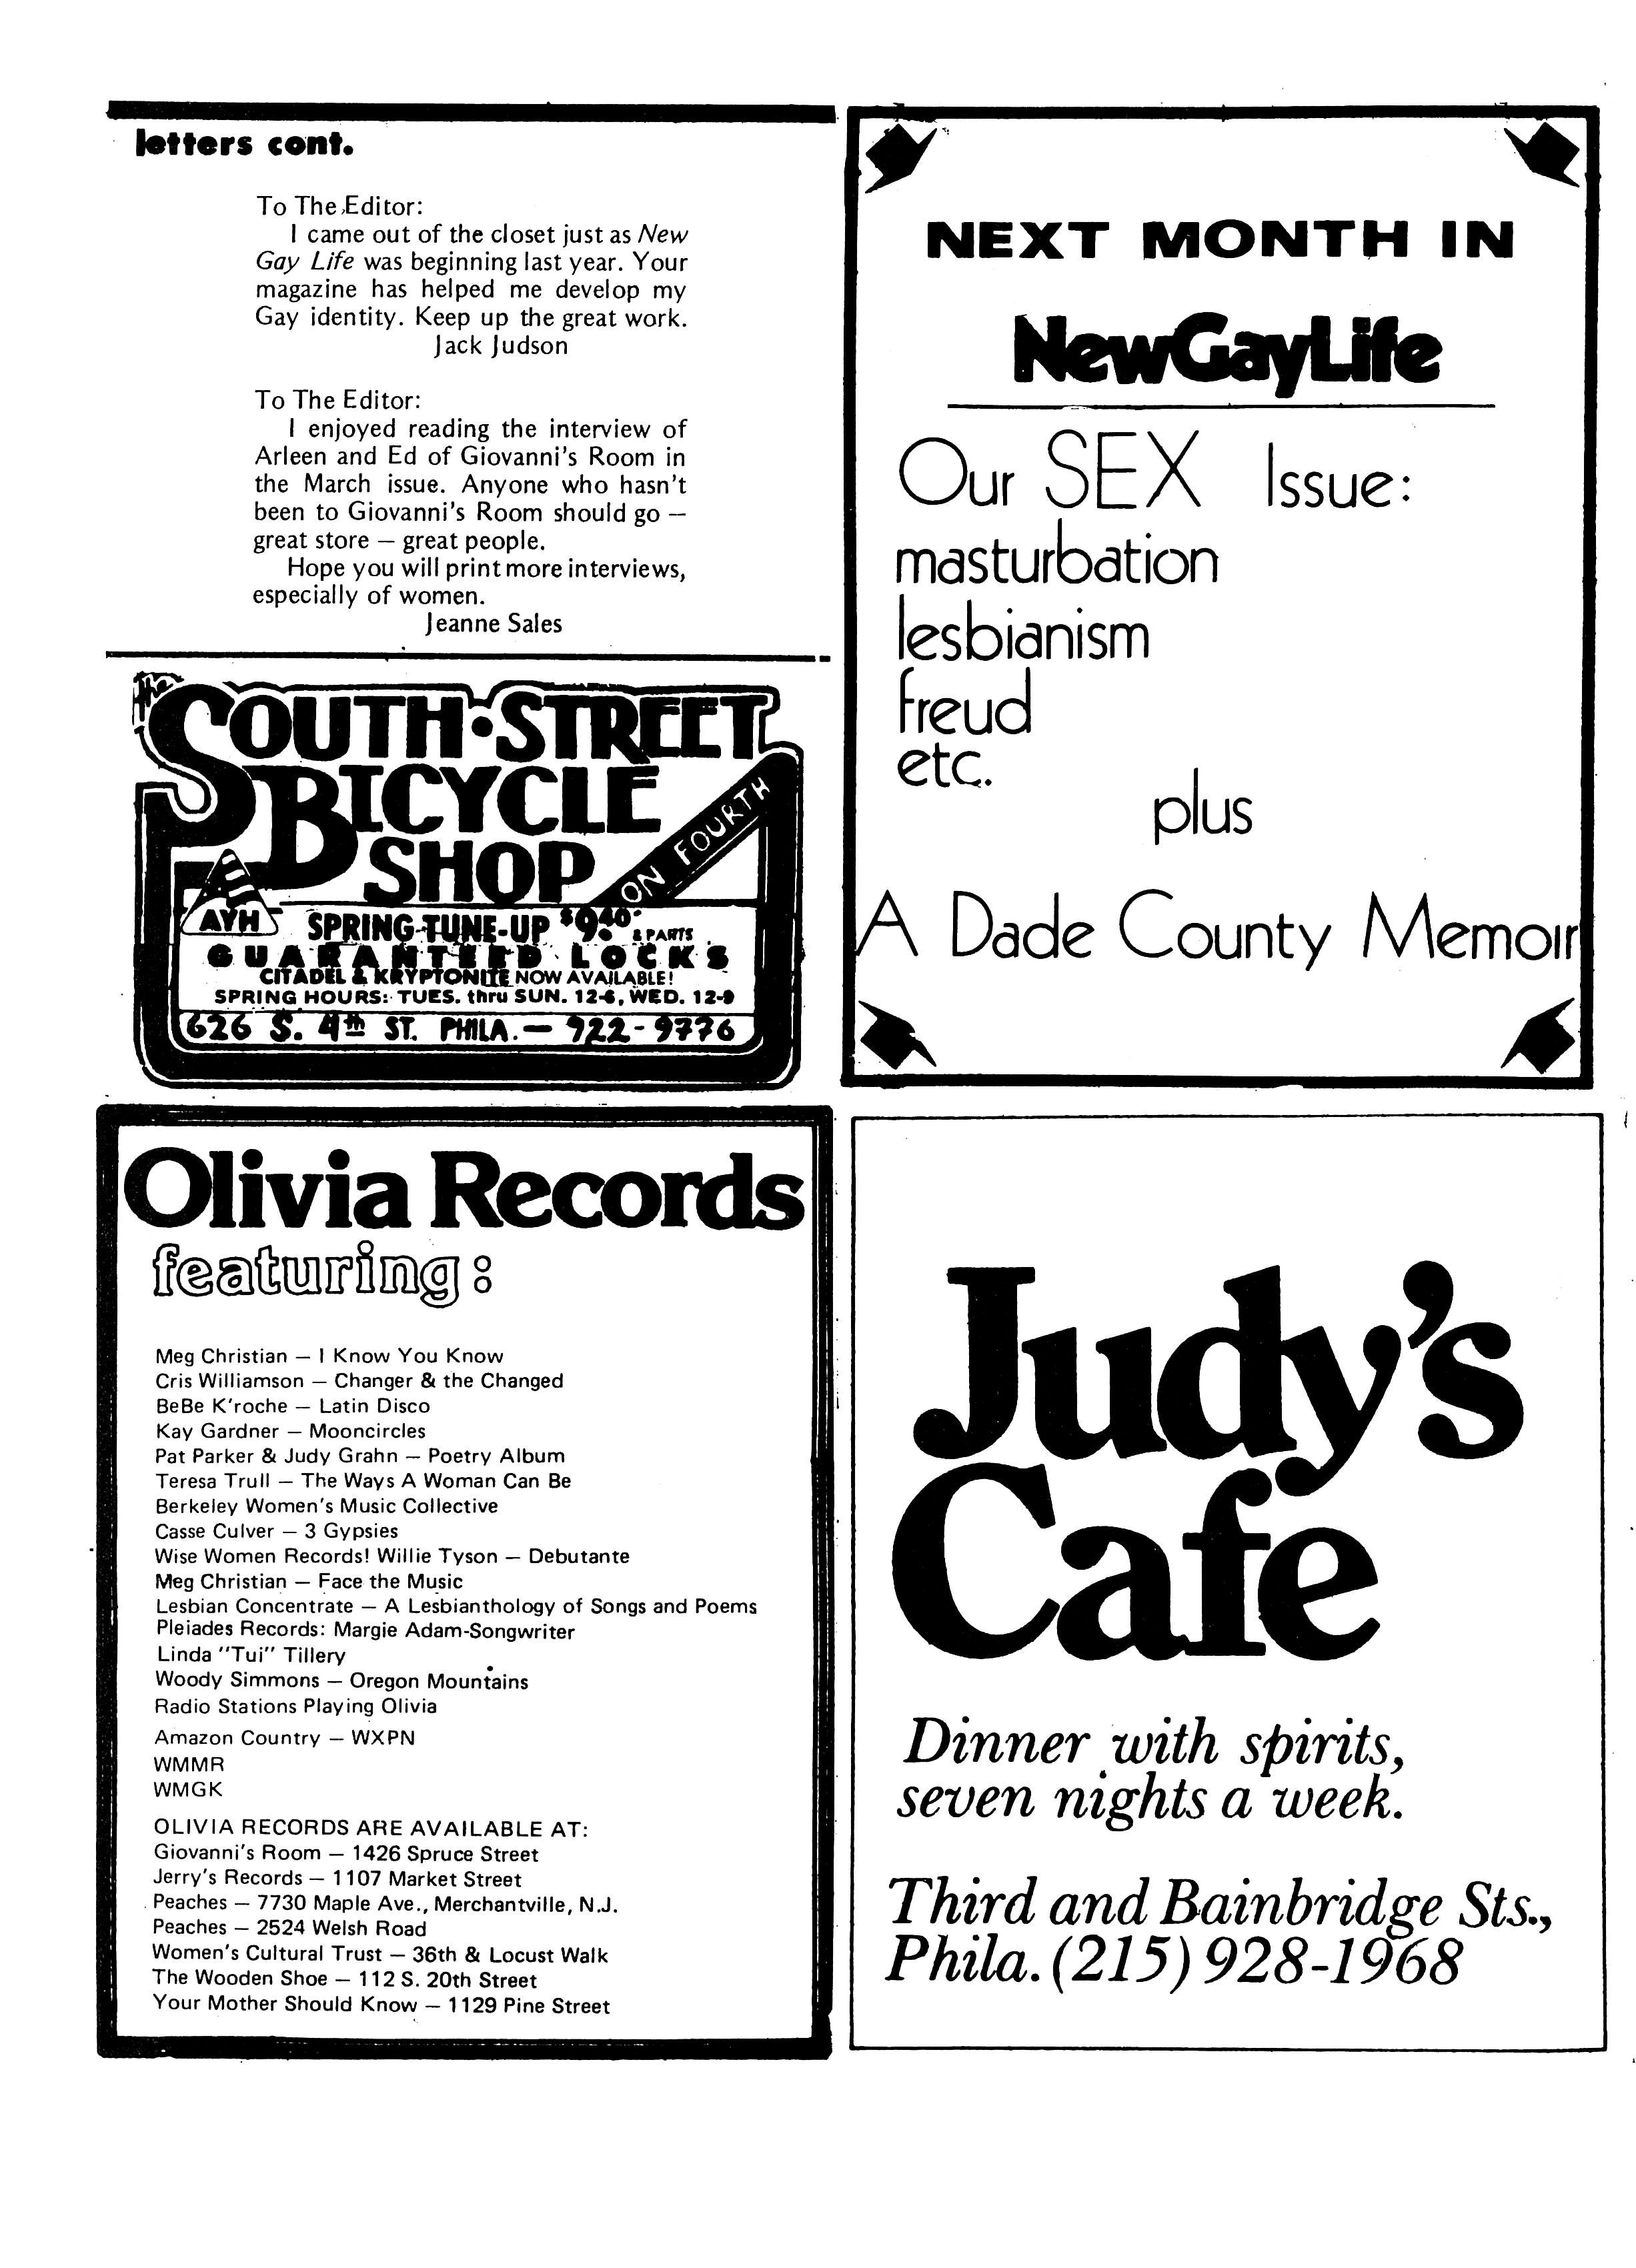 letters cont.
To The Editor:
I came out of the closet just as New
Gay Life was beginning last year. Your
magazine has helped me develop my
Gay identity. Keep up the great work.
Jack Judson
To The Editor:
I enjoyed reading the interview of
Arleen and Ed of Giovanni's Room in
the March issue. Anyone who hasn't
been to Giovanni's Room should go —
great store — great people.
Hope you will print more interviews,
especially of women.
Jeanne Sales
the
SOUTH·STREET
BICYCLE
SHOP
ON FOURTH
AYH
SPRING-TUNE-UP $9.40 & PARTS
GUARANTEED LOCKS
CITADEL & KRYPTONITE NOW AVAILABLE!
SPRING HOURS: TUES. thru SUN. 12-6, WED. 12-9
626 S. 4th ST. PHILA. — 922-9776
NEXT MONTH IN
NewGayLife
Our SEX Issue:
masturbation
lesbianism
freud
etc.
plus
A Dade County Memoir
Olivia Records
featuring:
Meg Christian — I Know You Know
Cris Williamson — Changer & the Changed
BeBe K'roche — Latin Disco
Kay Gardner — Mooncircles
Pat Parker & Judy Grahn — Poetry Album
Teresa Trull — The Ways A Woman Can Be
Berkeley Women's Music Collective
Casse Culver — 3 Gypsies
Wise Women Records! Willie Tyson — Debutante
Meg Christian — Face the Music
Lesbian Concentrate — A Lesbianthology of Songs and Poems
Pleiades Records: Margie Adam-Songwriter
Linda "Tui" Tillery
Woody Simmons — Oregon Mountains
Radio Stations Playing Olivia
Amazon Country — WXPN
WMMR
WMGK
OLIVIA RECORDS ARE AVAILABLE AT:
Giovanni's Room — 1426 Spruce Street
Jerry's Records — 1107 Market Street
Peaches — 7730 Maple Ave., Merchantville, N.J.
Peaches — 2524 Welsh Road
Women's Cultural Trust — 36th & Locust Walk
The Wooden Shoe — 112 S. 20th Street
Your Mother Should Know — 1129 Pine Street
Judy's
Cafe
Dinner with spirits,
seven nights a week.
Third and Bainbridge Sts.,
Phila. (215) 928-1968